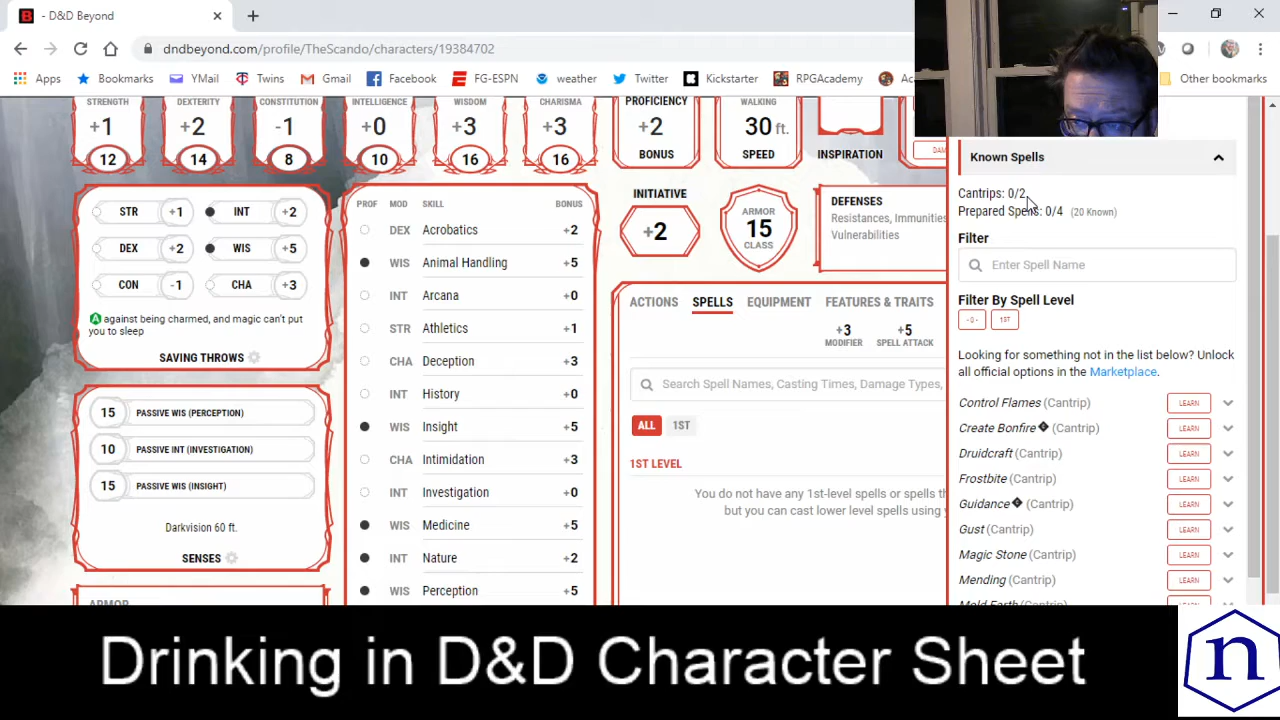 - D&D Beyond
dndbeyond.com/profile/TheScando/characters/19384702
Apps Bookmarks YMail Twins Gmail Facebook FG-ESPN weather Twitter Kickstarter RPGAcademy Other bookmarks
STRENGTH DEXTERITY CONSTITUTION INTELLIGENCE WISDOM CHARISMA
+1 +2 -1 +0 +3 +3
12 14 8 10 16 16
PROFICIENCY
+2
BONUS
WALKING
30 ft.
SPEED
INSPIRATION
STR +1 INT +2
DEX +2 WIS +5
CON -1 CHA +3
A against being charmed, and magic can't put
you to sleep
SAVING THROWS
15 PASSIVE WIS (PERCEPTION)
10 PASSIVE INT (INVESTIGATION)
15 PASSIVE WIS (INSIGHT)
Darkvision 60 ft.
SENSES
PROF MOD SKILL BONUS
DEX Acrobatics +2
WIS Animal Handling +5
INT Arcana +0
STR Athletics +1
CHA Deception +3
INT History +0
WIS Insight +5
CHA Intimidation +3
INT Investigation +0
WIS Medicine +5
INT Nature +2
WIS Perception +5
INITIATIVE
+2
ARMOR
15
CLASS
DEFENSES
Resistances, Immunities
Vulnerabilities
ACTIONS SPELLS EQUIPMENT FEATURES & TRAITS
+3 +5
MODIFIER SPELL ATTACK
Search Spell Names, Casting Times, Damage Types,
ALL 1ST
1ST LEVEL
You do not have any 1st-level spells or spells th
but you can cast lower level spells using y
Known Spells
Cantrips: 0/2
Prepared Spells: 0/4 (20 Known)
Filter
Enter Spell Name
Filter By Spell Level
- 0 - 1ST
Looking for something not in the list below? Unlock
all official options in the Marketplace.
Control Flames (Cantrip) LEARN
Create Bonfire (Cantrip) LEARN
Druidcraft (Cantrip) LEARN
Frostbite (Cantrip) LEARN
Guidance (Cantrip) LEARN
Gust (Cantrip) LEARN
Magic Stone (Cantrip) LEARN
Mending (Cantrip) LEARN
Mold Earth (Cantrip)
ARMOR
Drinking in D&D Character Sheet
n